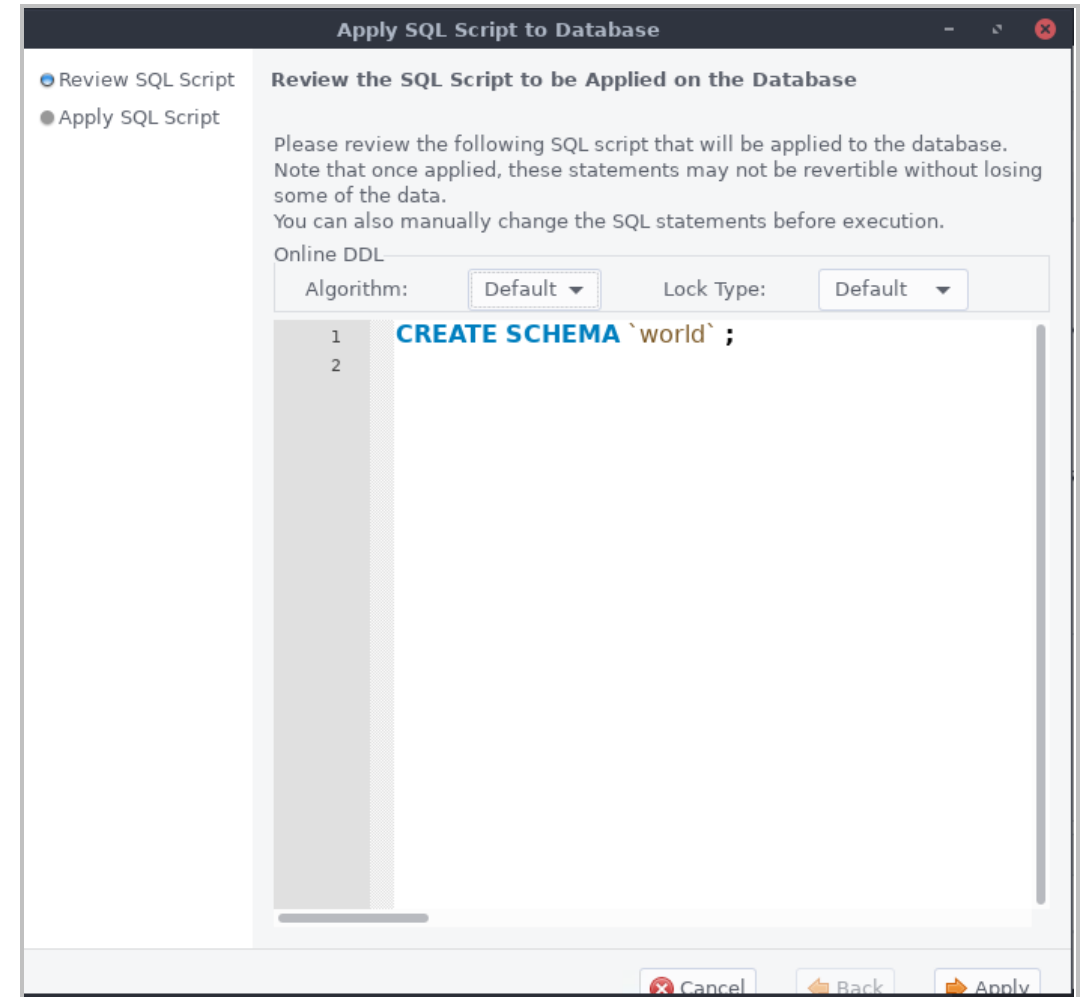 Apply SQL Script to Database
Review SQL Script
Apply SQL Script
Review the SQL Script to be Applied on the Database
Please review the following SQL script that will be applied to the database.
Note that once applied, these statements may not be revertible without losing
some of the data.
You can also manually change the SQL statements before execution.
Online DDL
Algorithm: Default Lock Type: Default
1 CREATE SCHEMA `world` ;
2
Cancel Back Apply